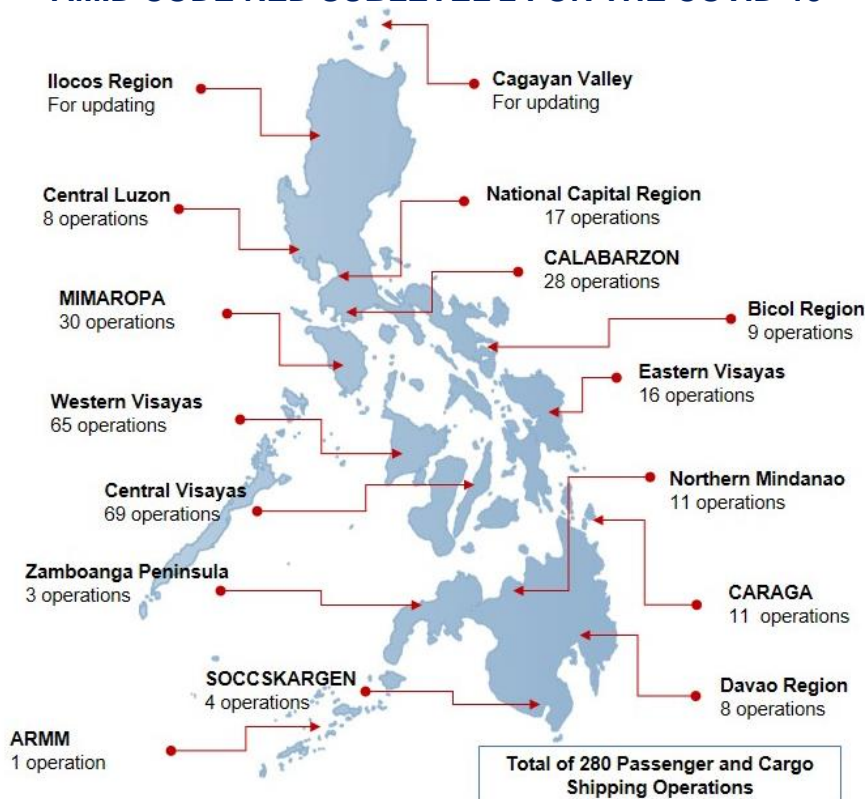 Ilocos Region
For updating
Cagayan Valley
For updating
Central Luzon
8 operations
National Capital Region
17 operations
CALABARZON
28 operations
MIMAROPA
30 operations
Bicol Region
9 operations
Eastern Visayas
16 operations
Western Visayas
65 operations
Northern Mindanao
11 operations
Central Visayas
69 operations
Zamboanga Peninsula
3 operations
CARAGA
11 operations
SOCCSKARGEN
4 operations
Davao Region
8 operations
ARMM
1 operation
Total of 280 Passenger and Cargo
Shipping Operations